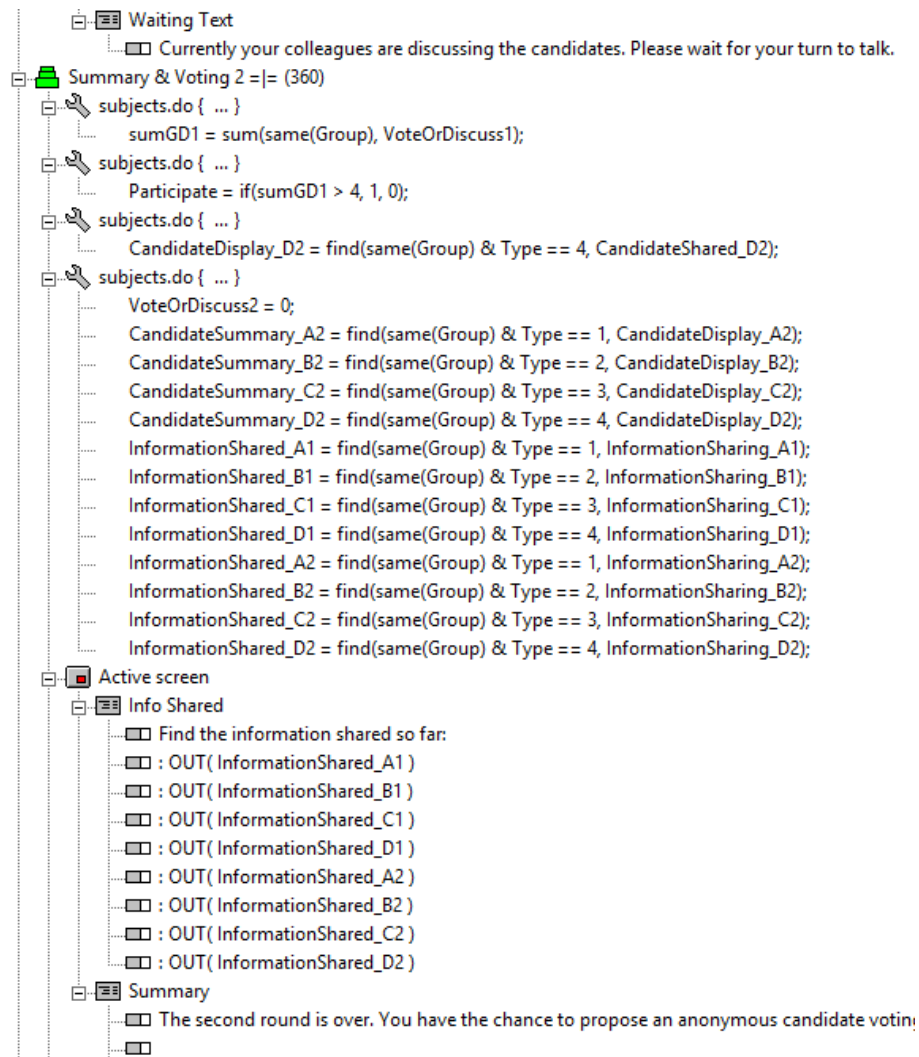 Waiting Text
Currently your colleagues are discussing the candidates. Please wait for your turn to talk.
Summary & Voting 2 =|= (360)
subjects.do { ... }
sumGD1 = sum(same(Group), VoteOrDiscuss1);
subjects.do { ... }
Participate = if(sumGD1 > 4, 1, 0);
subjects.do { ... }
CandidateDisplay_D2 = find(same(Group) & Type == 4, CandidateShared_D2);
subjects.do { ... }
VoteOrDiscuss2 = 0;
CandidateSummary_A2 = find(same(Group) & Type == 1, CandidateDisplay_A2);
CandidateSummary_B2 = find(same(Group) & Type == 2, CandidateDisplay_B2);
CandidateSummary_C2 = find(same(Group) & Type == 3, CandidateDisplay_C2);
CandidateSummary_D2 = find(same(Group) & Type == 4, CandidateDisplay_D2);
InformationShared_A1 = find(same(Group) & Type == 1, InformationSharing_A1);
InformationShared_B1 = find(same(Group) & Type == 2, InformationSharing_B1);
InformationShared_C1 = find(same(Group) & Type == 3, InformationSharing_C1);
InformationShared_D1 = find(same(Group) & Type == 4, InformationSharing_D1);
InformationShared_A2 = find(same(Group) & Type == 1, InformationSharing_A2);
InformationShared_B2 = find(same(Group) & Type == 2, InformationSharing_B2);
InformationShared_C2 = find(same(Group) & Type == 3, InformationSharing_C2);
InformationShared_D2 = find(same(Group) & Type == 4, InformationSharing_D2);
Active screen
Info Shared
Find the information shared so far:
: OUT( InformationShared_A1 )
: OUT( InformationShared_B1 )
: OUT( InformationShared_C1 )
: OUT( InformationShared_D1 )
: OUT( InformationShared_A2 )
: OUT( InformationShared_B2 )
: OUT( InformationShared_C2 )
: OUT( InformationShared_D2 )
Summary
The second round is over. You have the chance to propose an anonymous candidate voting